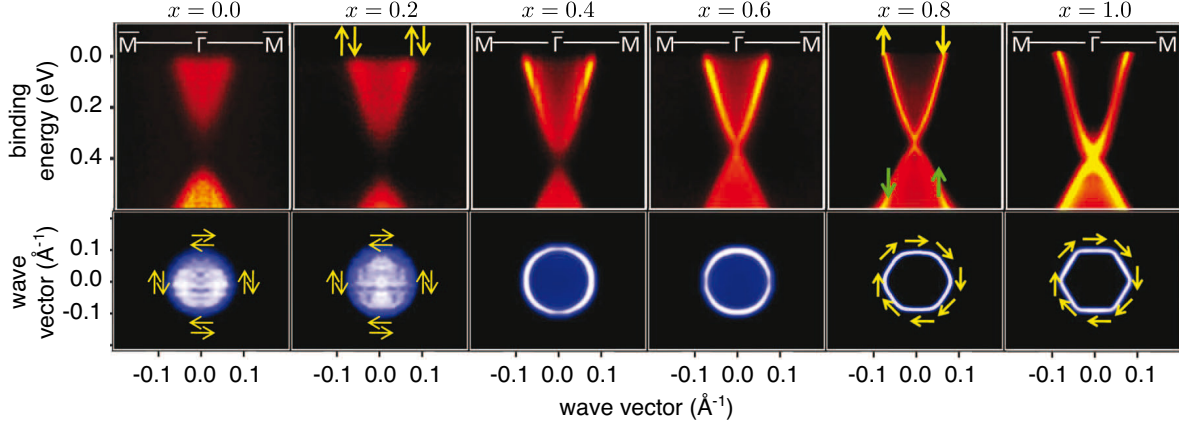 x = 0.0 x = 0.2 x = 0.4 x = 0.6 x = 0.8 x = 1.0
M̅ Γ̅ M̅ M̅ Γ̅ M̅ M̅ Γ̅ M̅ M̅ Γ̅ M̅
binding
energy (eV)
0.0
0.2
0.4
wave
vector (Å-1)
0.1
0.0
-0.1
-0.1 0.0 0.1 -0.1 0.0 0.1 -0.1 0.0 0.1 -0.1 0.0 0.1 -0.1 0.0 0.1 -0.1 0.0 0.1
wave vector (Å-1)